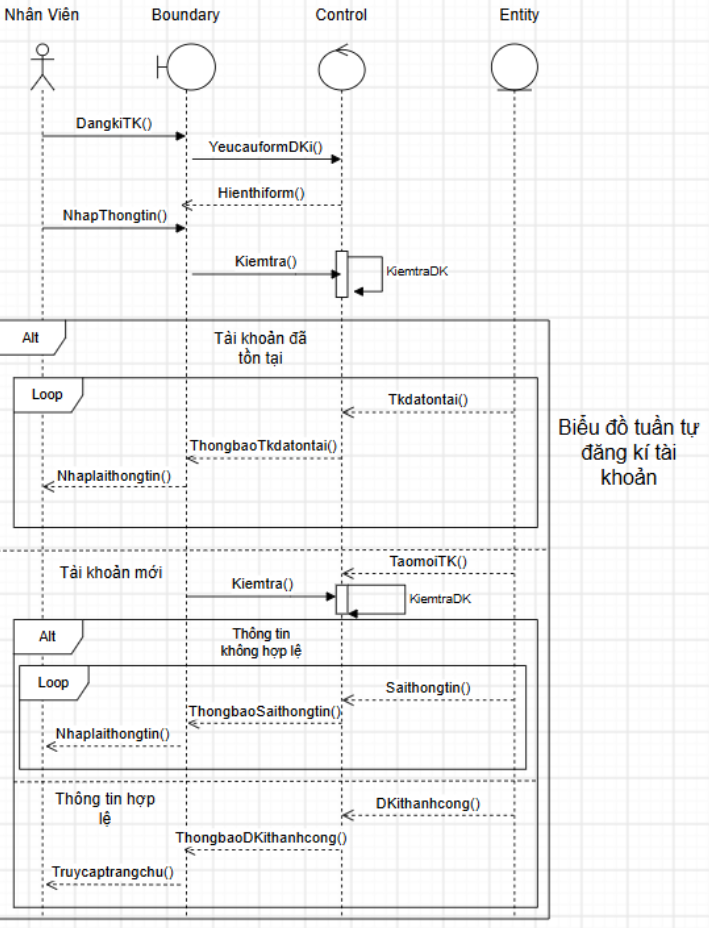 Nhân Viên
Boundary
Control
Entity
DangkiTK()
YeucauformDKi()
Hienthiform()
NhapThongtin()
Kiemtra()
KiemtraDK
Alt
Tài khoản đã
tồn tại
Loop
Tkdatontai()
ThongbaoTkdatontai()
Nhaplaithongtin()
Biểu đồ tuần tự
đăng kí tài
khoản
Tài khoản mới
TaomoiTK()
Kiemtra()
KiemtraDK
Alt
Thông tin
không hợp lệ
Loop
Saithongtin()
ThongbaoSaithongtin()
Nhaplaithongtin()
Thông tin hợp
lệ
DKithanhcong()
ThongbaoDKithanhcong()
Truycaptrangchu()